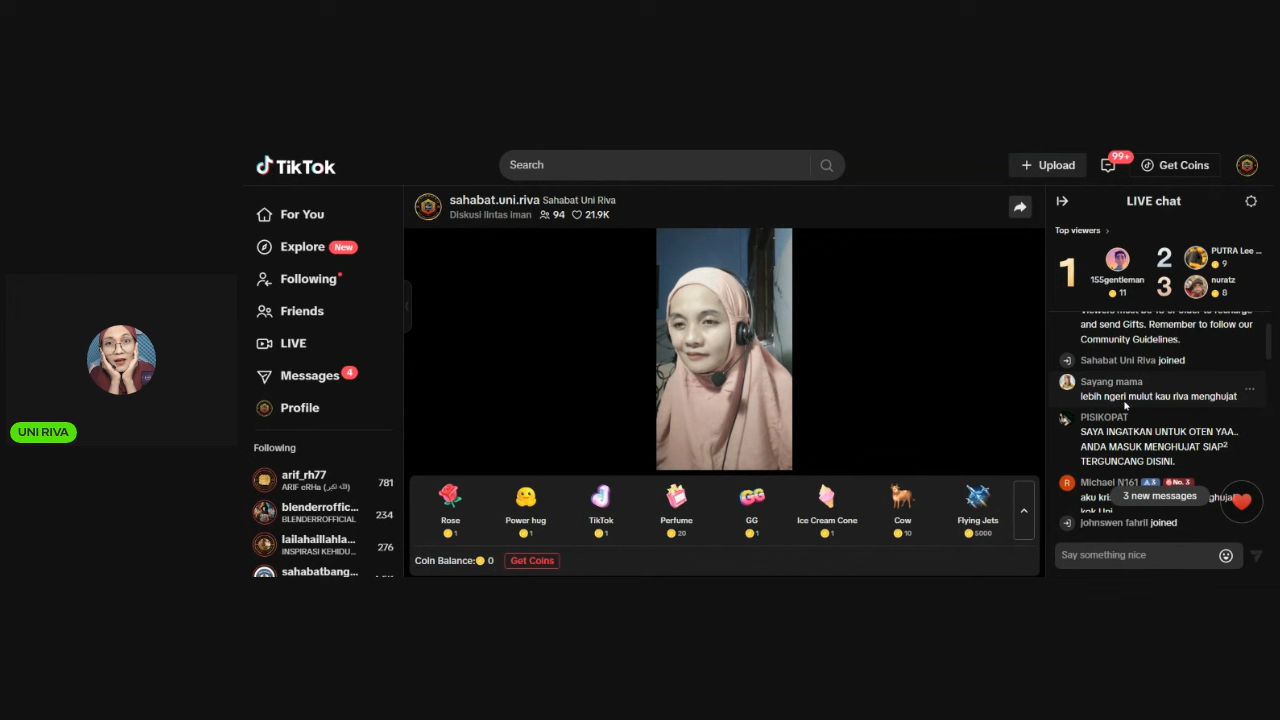 TikTok
Search
Upload
99+
Get Coins
For You
Explore New
Following
Friends
LIVE
Messages 4
Profile
Following
arif_rh77
781
blenderroffic...
BLENDERROFFICIAL
234
lailahaillahla...
INSPIRASI KEHIDU...
276
sahabatbang...
UNI RIVA
sahabat.uni.riva Sahabat Uni Riva
Diskusi lintas iman 94 21.9K
Rose
1
Power hug
1
TikTok
1
Perfume
20
GG
1
Ice Cream Cone
1
Cow
10
Flying Jets
5000
Coin Balance: 0 Get Coins
LIVE chat
Top viewers
1
155gentleman
11
2
PUTRA Lee ...
9
3
nuratz
8
and send Gifts. Remember to follow our
Community Guidelines.
Sahabat Uni Riva joined
Sayang mama
lebih ngeri mulut kau riva menghujat
PISIKOPAT
SAYA INGATKAN UNTUK OTEN YAA..
ANDA MASUK MENGHUJAT SIAP²
TERGUNCANG DISINI.
Michael N161 3 No. 3
3 new messages
kok Uni
johnswen fahril joined
Say something nice